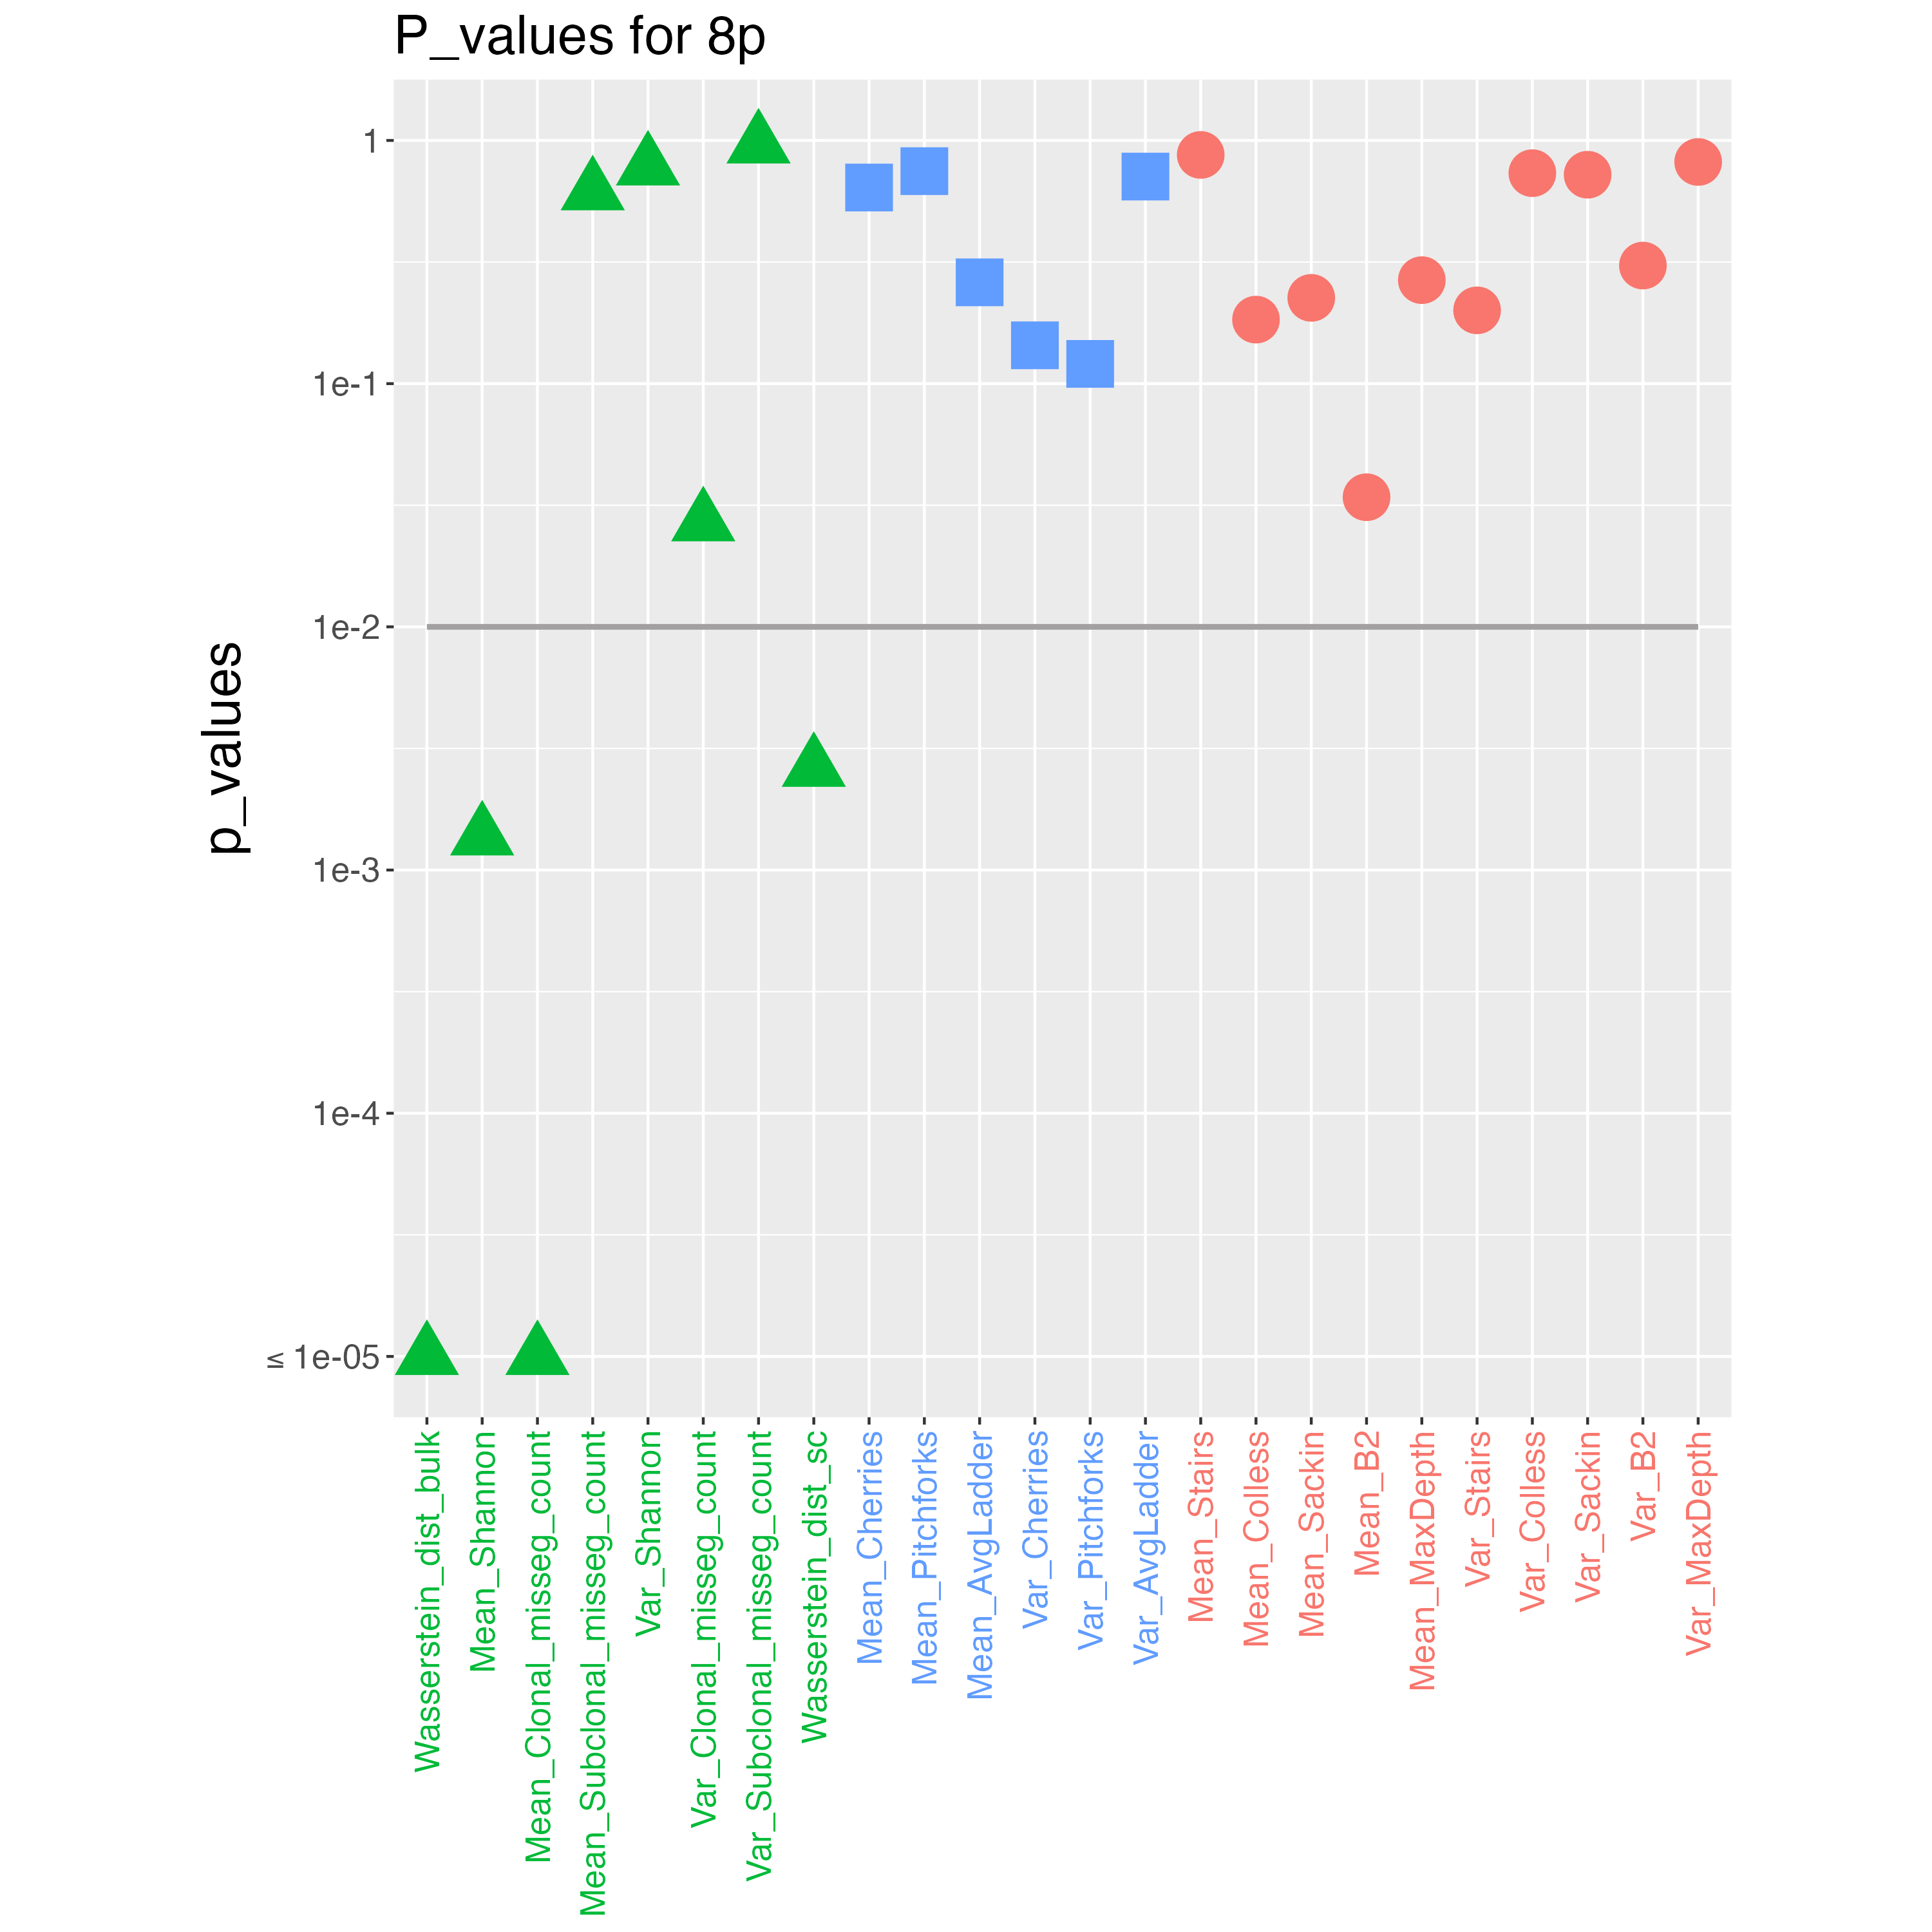 P_values for 8p
p_values
1
1e-1
1e-2
1e-3
1e-4
≤ 1e-05
Wasserstein_dist_bulk
Mean_Shannon
Mean_Clonal_misseg_count
Mean_Subclonal_misseg_count
Var_Shannon
Var_Clonal_misseg_count
Var_Subclonal_misseg_count
Wasserstein_dist_sc
Mean_Cherries
Mean_Pitchforks
Mean_AvgLadder
Var_Cherries
Var_Pitchforks
Var_AvgLadder
Mean_Stairs
Mean_Colless
Mean_Sackin
Mean_B2
Mean_MaxDepth
Var_Stairs
Var_Colless
Var_Sackin
Var_B2
Var_MaxDepth